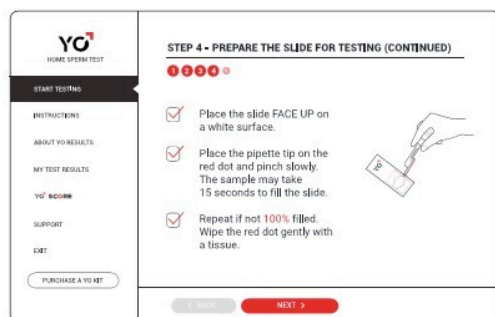 YO
HOME SPERM TEST
START TESTING
INSTRUCTIONS
ABOUT YO RESULTS
MY TEST RESULTS
YO SCORE
SUPPORT
EXIT
PURCHASE A YO KIT
STEP 4 - PREPARE THE SLIDE FOR TESTING (CONTINUED)
1 2 3 4
Place the slide FACE UP on
a white surface.
Place the pipette tip on the
red dot and pinch slowly.
The sample may take
15 seconds to fill the slide.
Repeat if not 100% filled.
Wipe the red dot gently with
a tissue.
< BACK
NEXT >